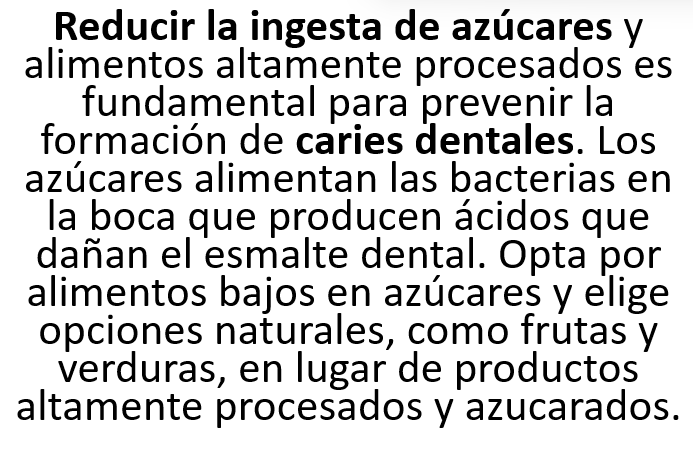 Reducir la ingesta de azúcares y
alimentos altamente procesados es
fundamental para prevenir la
formación de caries dentales. Los
azúcares alimentan las bacterias en
la boca que producen ácidos que
dañan el esmalte dental. Opta por
alimentos bajos en azúcares y elige
opciones naturales, como frutas y
verduras, en lugar de productos
altamente procesados y azucarados.